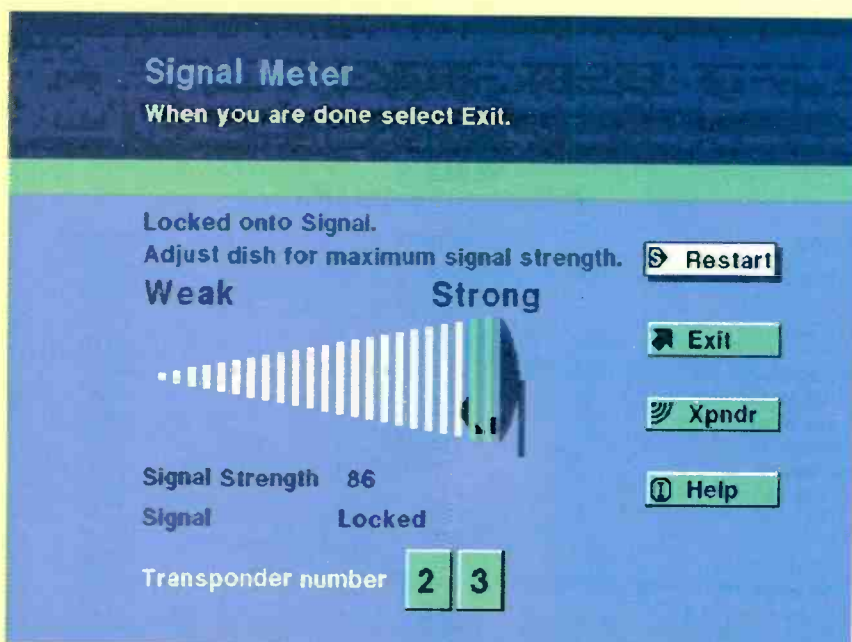 Signal Meter
When you are done select Exit.
Locked onto Signal.
Adjust dish for maximum signal strength.
Weak Strong
S Restart
Exit
Xpndr
I Help
Signal Strength 86
Signal Locked
Transponder number 2 3